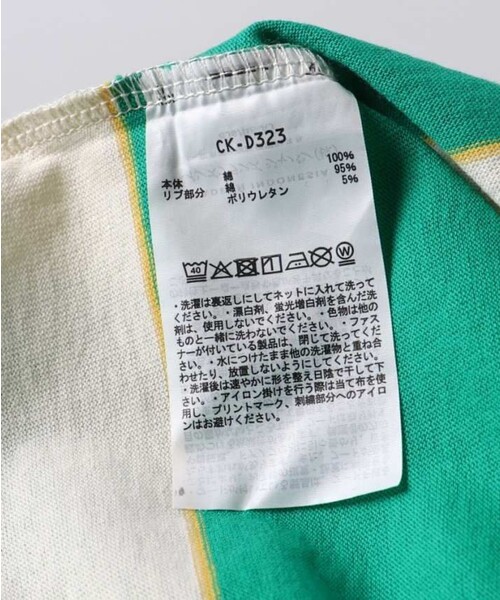 CK-D323
本体 綿 100%
リブ部分 綿 95%
ポリウレタン 5%
40
W
・洗濯は裏返しにしてネットに入れて洗って
ください。・漂白剤、蛍光増白剤を含んだ洗
剤は、使用しないでください。・色物は他の
ものと一緒に洗わないでください。・ファス
ナーが付いている製品は、閉じて洗ってくだ
さい。・水につけたまま他の洗濯物と重ね合
わせたり、放置しないようにしてください。
・洗濯後は速やかに形を整え日陰で干して下
さい。・アイロン掛けを行う際は当て布を使
用し、プリントマーク、刺繍部分へのアイロ
ンはお避けください。